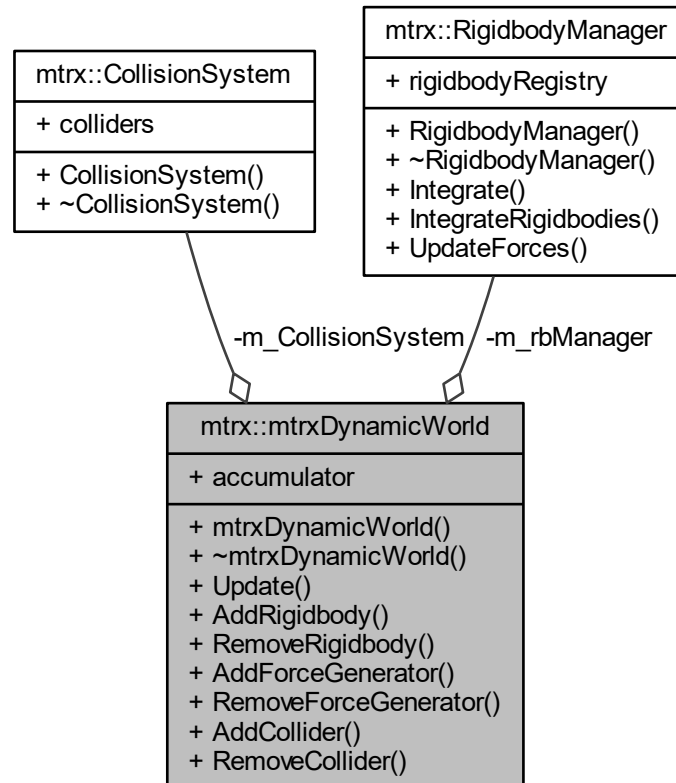 mtrx::CollisionSystem
+ colliders
+ CollisionSystem()
+ ~CollisionSystem()
mtrx::RigidbodyManager
+ rigidbodyRegistry
+ RigidbodyManager()
+ ~RigidbodyManager()
+ Integrate()
+ IntegrateRigidbodies()
+ UpdateForces()
-m_CollisionSystem
-m_rbManager
mtrx::mtrxDynamicWorld
+ accumulator
+ mtrxDynamicWorld()
+ ~mtrxDynamicWorld()
+ Update()
+ AddRigidbody()
+ RemoveRigidbody()
+ AddForceGenerator()
+ RemoveForceGenerator()
+ AddCollider()
+ RemoveCollider()